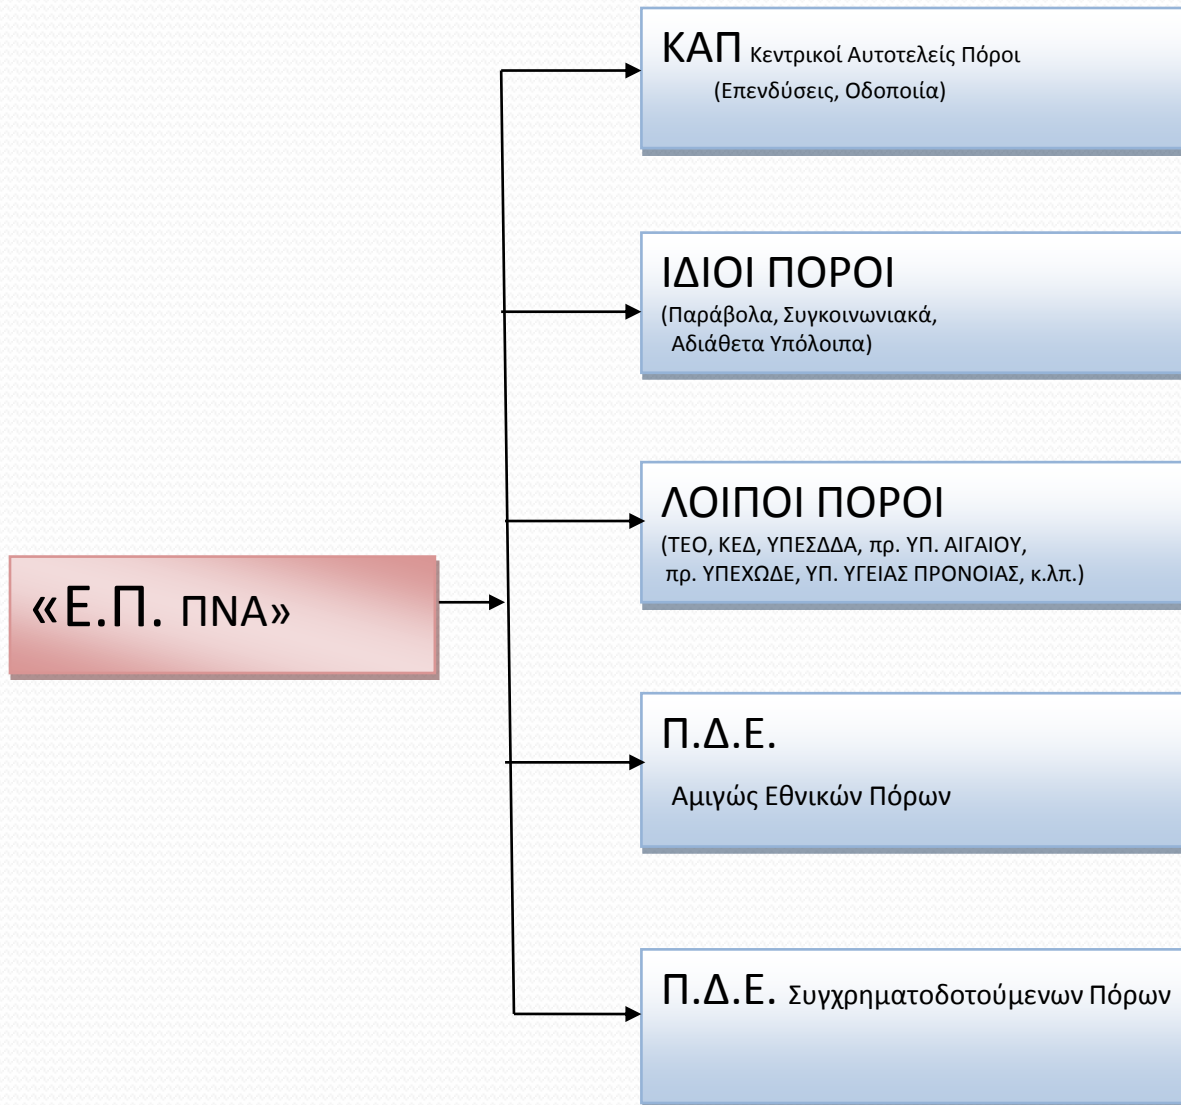 ΚΑΠ Κεντρικοί Αυτοτελείς Πόροι
(Επενδύσεις, Οδοποιία)
ΙΔΙΟΙ ΠΟΡΟΙ
(Παράβολα, Συγκοινωνιακά,
Αδιάθετα Υπόλοιπα)
ΛΟΙΠΟΙ ΠΟΡΟΙ
(ΤΕΟ, ΚΕΔ, ΥΠΕΣΔΔΑ, πρ. ΥΠ. ΑΙΓΑΙΟΥ,
πρ. ΥΠΕΧΩΔΕ, ΥΠ. ΥΓΕΙΑΣ ΠΡΟΝΟΙΑΣ, κ.λπ.)
«Ε.Π. ΠΝΑ»
Π.Δ.Ε.
Αμιγώς Εθνικών Πόρων
Π.Δ.Ε. Συγχρηματοδοτούμενων Πόρων